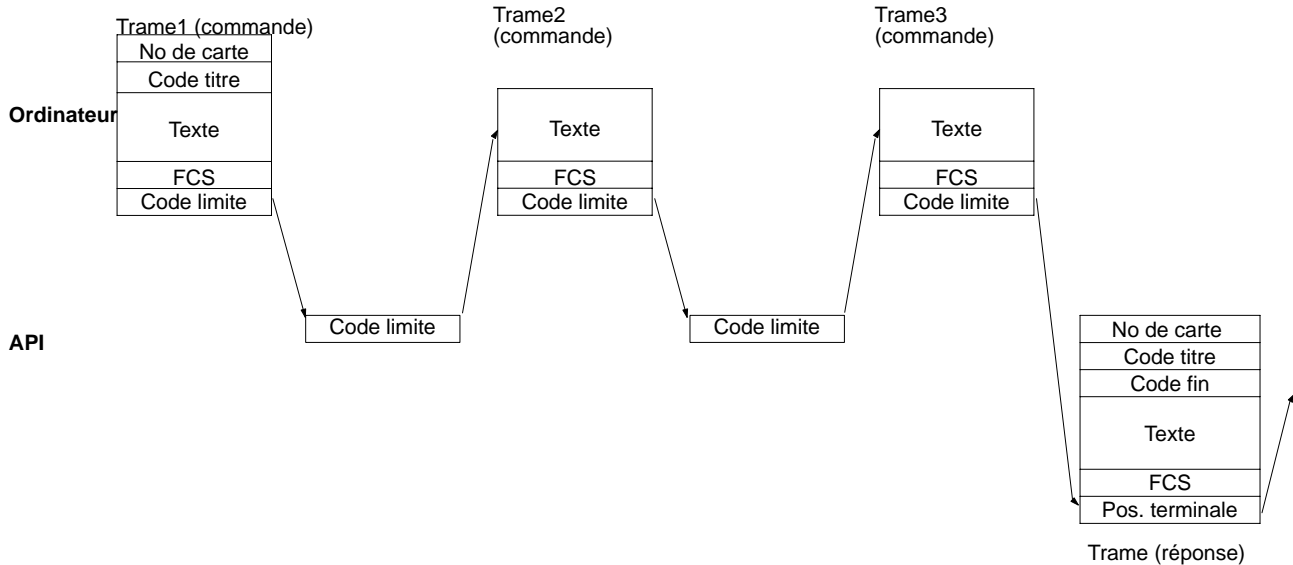 Trame1 (commande)
No de carte
Code titre
Texte
FCS
Code limite
Ordinateur
Trame2
(commande)
Texte
FCS
Code limite
Trame3
(commande)
Texte
FCS
Code limite
API
Code limite
Code limite
No de carte
Code titre
Code fin
Texte
FCS
Pos. terminale
Trame (réponse)